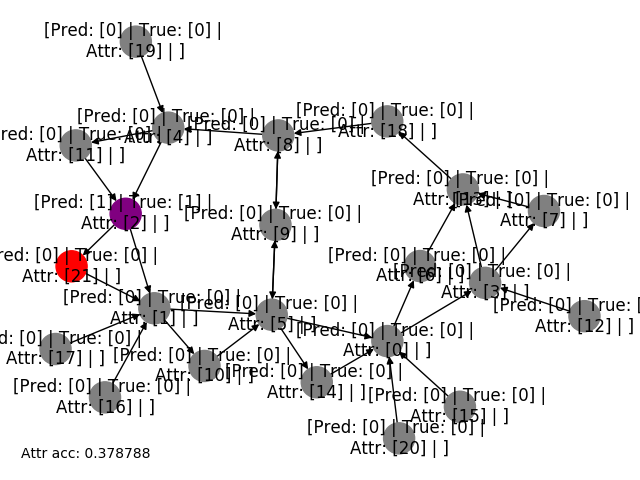 [Pred: [0] | True: [0] |
Attr: [19] | ]
[Pred: [0] | True: [0] |
Attr: [4] | ]
[Pred: [0] | True: [0] |
Attr: [8] | ]
[Pred: [0] | True: [0] |
Attr: [18] | ]
red: [0] | True: [0] |
Attr: [11] | ]
[Pred: [0] | True: [0] |
Attr: [13] | ]
[Pred: [0] | True: [0] |
Attr: [7] | ]
[Pred: [1] | True: [1] |
Attr: [2] | ]
[Pred: [0] | True: [0] |
Attr: [9] | ]
red: [0] | True: [0] |
Attr: [21] | ]
[Pred: [0] | True: [0] |
Attr: [6] | ]
[Pred: [0] | True: [0] |
Attr: [3] | ]
[Pred: [0] | True: [0] |
Attr: [1] | ]
[Pred: [0] | True: [0] |
Attr: [5] | ]
[Pred: [0] | True: [0] |
Attr: [12] | ]
[Pred: [0] | True: [0] |
Attr: [0] | ]
d: [0] | True: [0] |
Attr: [17] | ]
[Pred: [0] | True: [0] |
Attr: [10] | ]
[Pred: [0] | True: [0] |
Attr: [14] | ]
[Pred: [0] | True: [0] |
Attr: [16] | ]
[Pred: [0] | True: [0] |
Attr: [15] | ]
[Pred: [0] | True: [0] |
Attr: [20] | ]
Attr acc: 0.378788